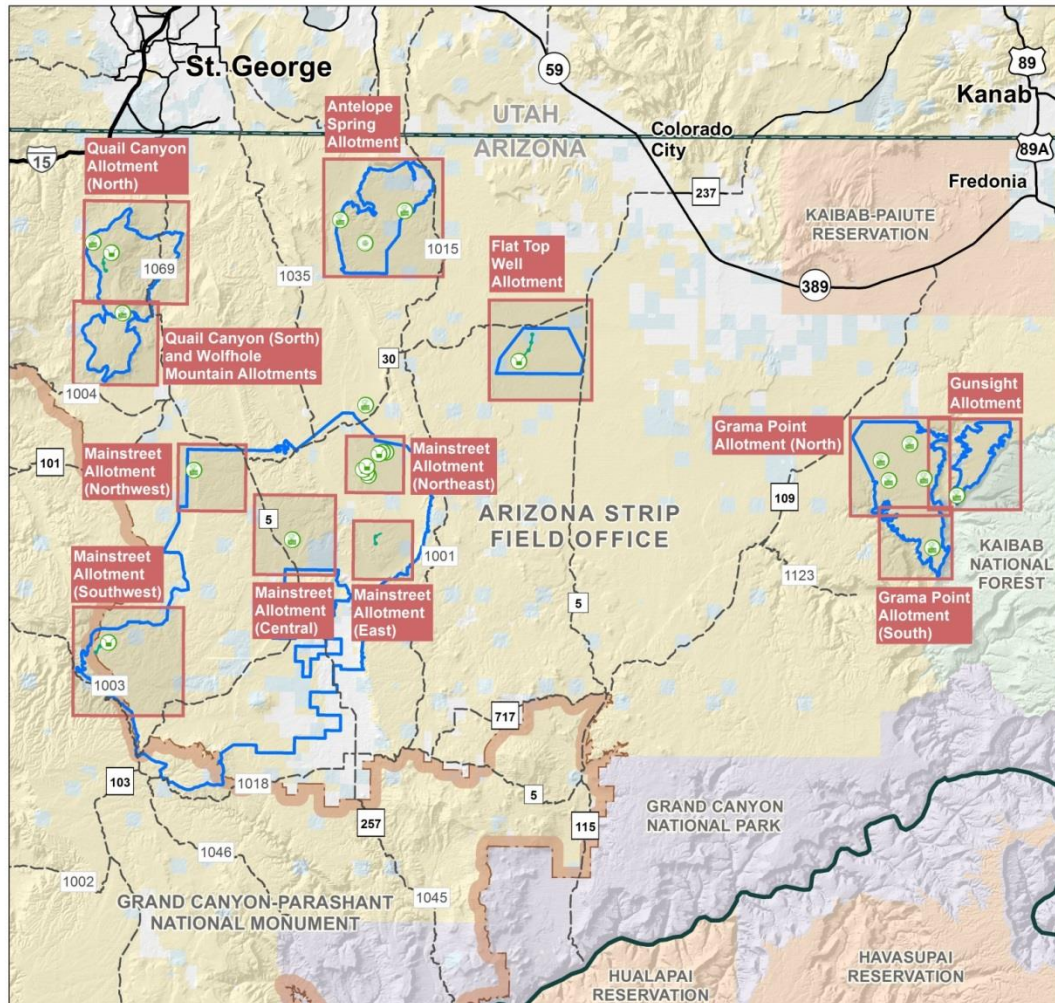 St. George
59
89
Kanab
UTAH
ARIZONA
Colorado
City
15
89A
Fredonia
Quail Canyon
Allotment
(North)
Antelope
Spring
Allotment
237
KAIBAB-PAIUTE
RESERVATION
1069
1035
1015
Flat Top
Well
Allotment
389
Quail Canyon (Sorth)
and Wolfhole
Mountain Allotments
30
1004
Gunsight
Allotment
Grama Point
Allotment (North)
101
Mainstreet
Allotment
(Northwest)
Mainstreet
Allotment
(Northeast)
109
5
ARIZONA STRIP
FIELD OFFICE
1001
KAIBAB
NATIONAL
FOREST
Mainstreet
Allotment
(Southwest)
1123
Mainstreet
Allotment
(Central)
Mainstreet
Allotment
(East)
5
Grama Point
Allotment
(South)
1003
717
103
1018
5
257
115
GRAND CANYON
NATIONAL PARK
1046
1002
1045
GRAND CANYON-PARASHANT
NATIONAL MONUMENT
HUALAPAI
RESERVATION
HAVASUPAI
RESERVATION